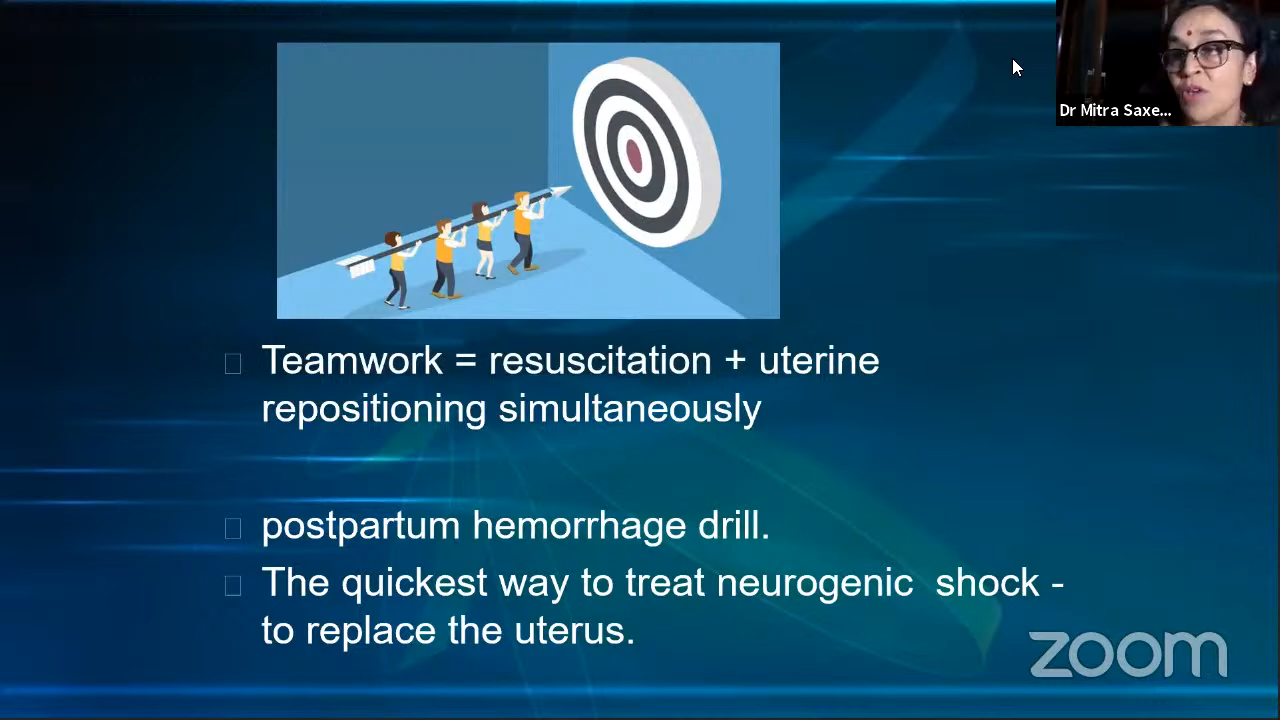 Dr Mitra Saxe...
Teamwork = resuscitation + uterine
repositioning simultaneously
postpartum hemorrhage drill.
The quickest way to treat neurogenic  shock -
to replace the uterus.
zoom